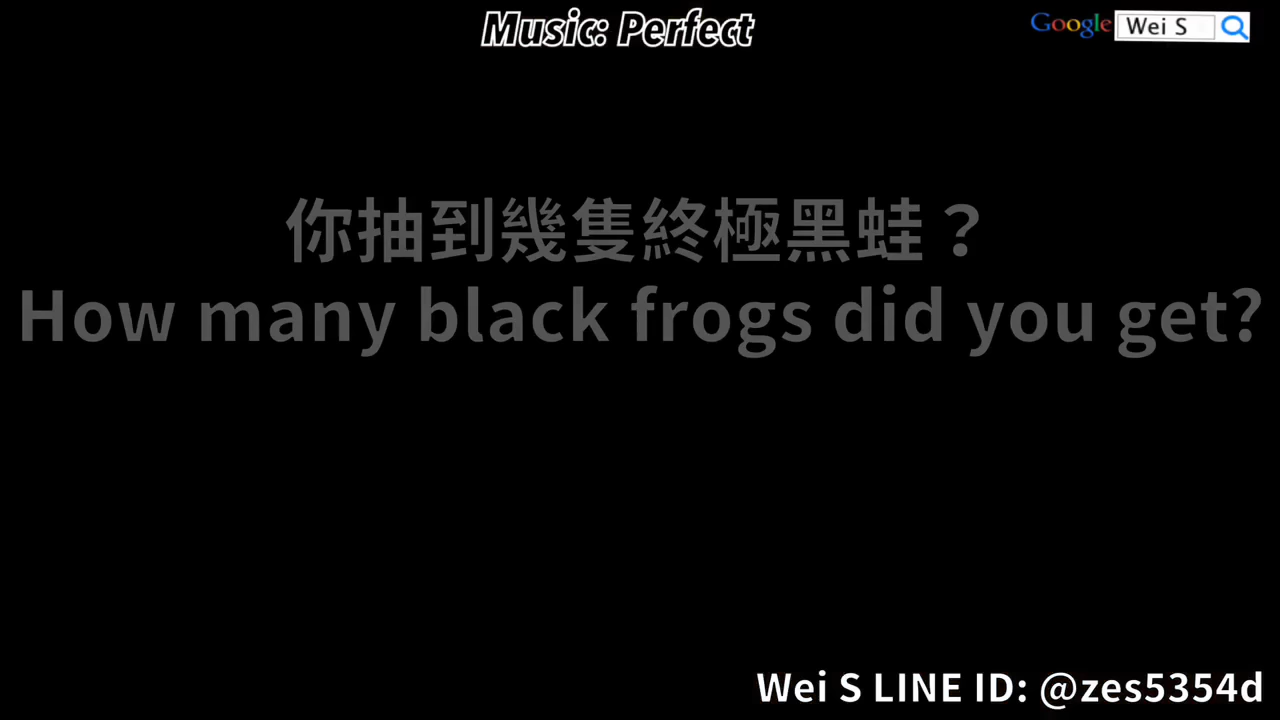 Music: Perfect
Google Wei S
你抽到幾隻終極黑蛙？
How many black frogs did you get?
Wei S LINE ID: @zes5354d